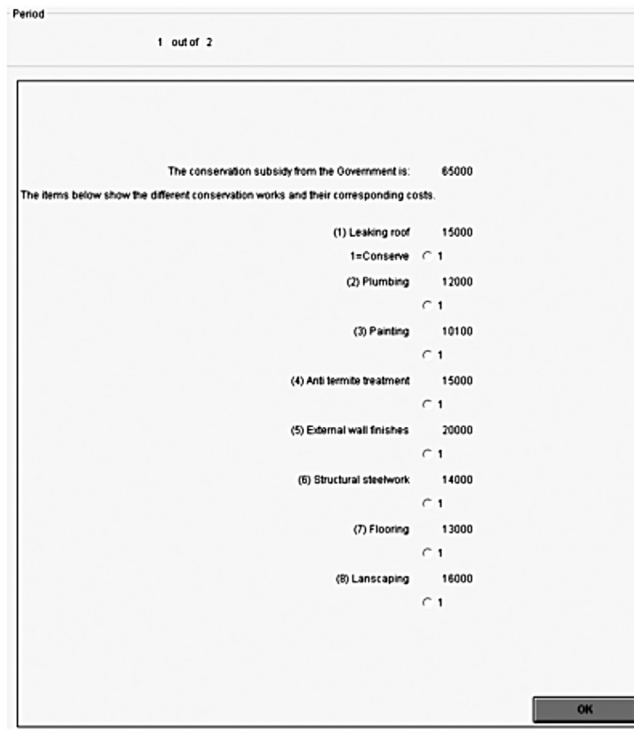 Period
1 out of 2
The conservation subsidy from the Government is: 65000
The items below show the different conservation works and their corresponding costs.
(1) Leaking roof 15000
1=Conserve 1
(2) Plumbing 12000
1
(3) Painting 10100
1
(4) Anti termite treatment 15000
1
(5) External wall finishes 20000
1
(6) Structural steelwork 14000
1
(7) Flooring 13000
1
(8) Lanscaping 16000
1
OK